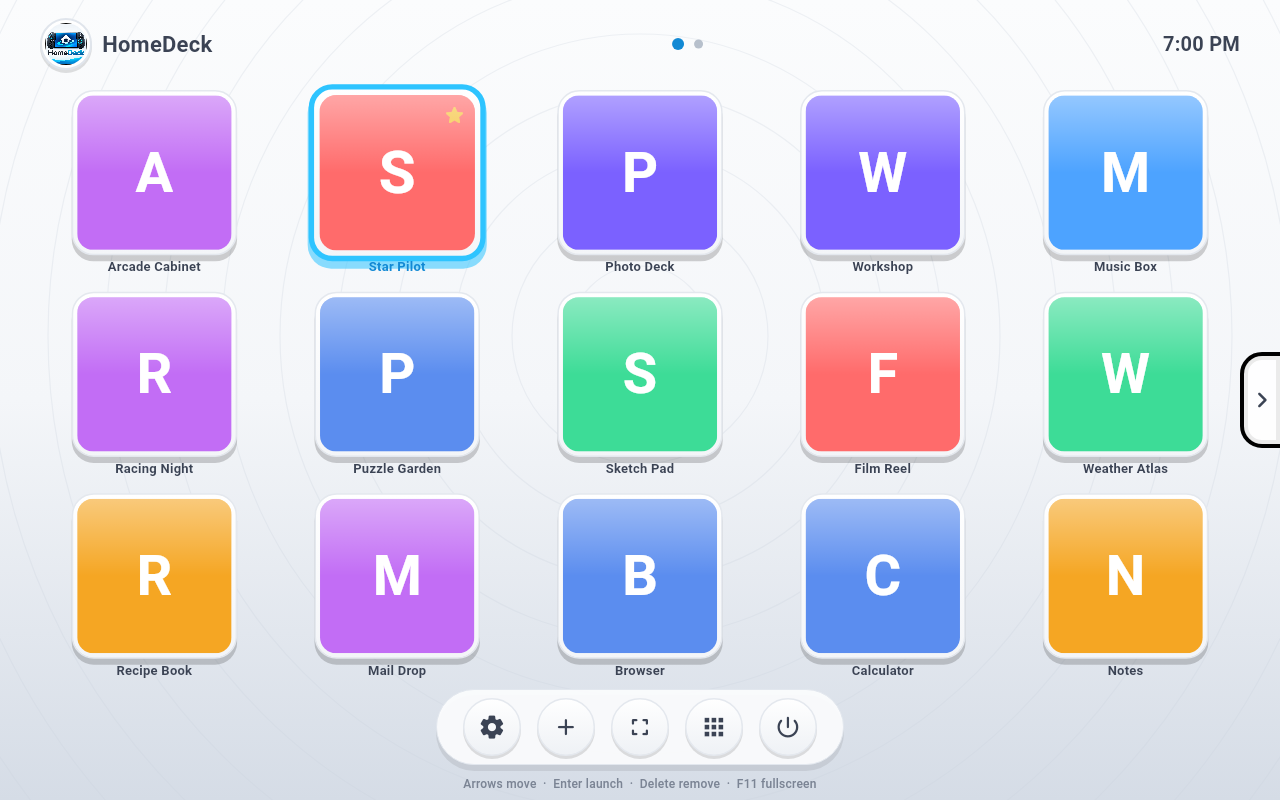 HomeDeck
HomeDeck
7:00 PM
A
S
P
W
M
Arcade Cabinet
Star Pilot
Photo Deck
Workshop
Music Box
R
P
S
F
W
Racing Night
Puzzle Garden
Sketch Pad
Film Reel
Weather Atlas
R
M
B
C
N
Recipe Book
Mail Drop
Browser
Calculator
Notes
Arrows move · Enter launch · Delete remove · F11 fullscreen